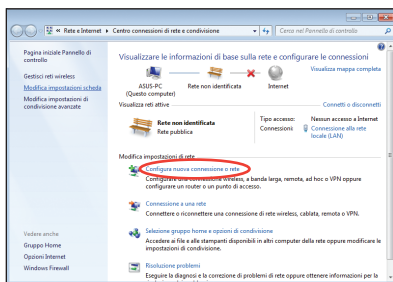 « Rete e Internet ▸ Centro connessioni di rete e condivisione
Cerca nel Pannello di controllo
Pagina iniziale Pannello di
controllo
Gestisci reti wireless
Modifica impostazioni scheda
Modifica impostazioni di
condivisione avanzate
Vedere anche
Gruppo Home
Opzioni Internet
Windows Firewall
Visualizzare le informazioni di base sulla rete e configurare le connessioni
Visualizza mappa completa
ASUS-PC
(Questo computer)
Rete non identificata
Internet
Visualizza reti attive
Connetti o disconnetti
Rete non identificata
Rete pubblica
Tipo accesso: Nessun accesso a Internet
Connessioni: Connessione alla rete
locale (LAN)
Modifica impostazioni di rete
Configura nuova connessione o rete
Configurare una connessione wireless, a banda larga, remota, ad hoc o VPN oppure
configurare un router o un punto di accesso.
Connettersi a una rete
Connettere o riconnettere una connessione di rete wireless, cablata, remota o VPN.
Selezione gruppo home e opzioni di condivisione
Accedere ai file e alle stampanti disponibili in altri computer della rete oppure modificare le
impostazioni di condivisione.
Risoluzione problemi
Eseguire la diagnosi e la correzione di problemi di rete oppure ottenere informazioni per la